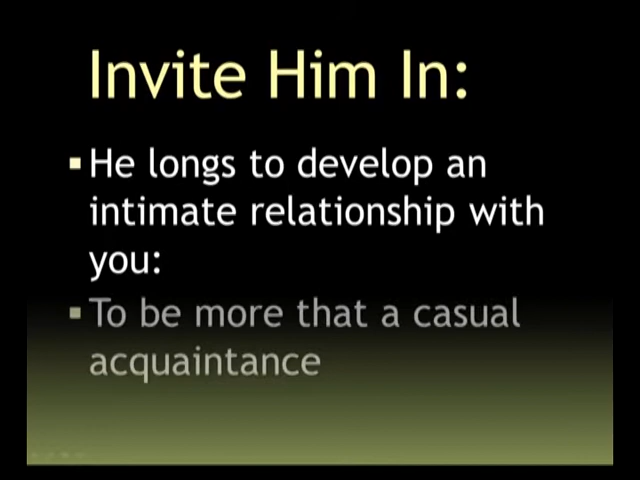 Invite Him In:
▪He longs to develop an
intimate relationship with
you:
▪To be more that a casual
acquaintance